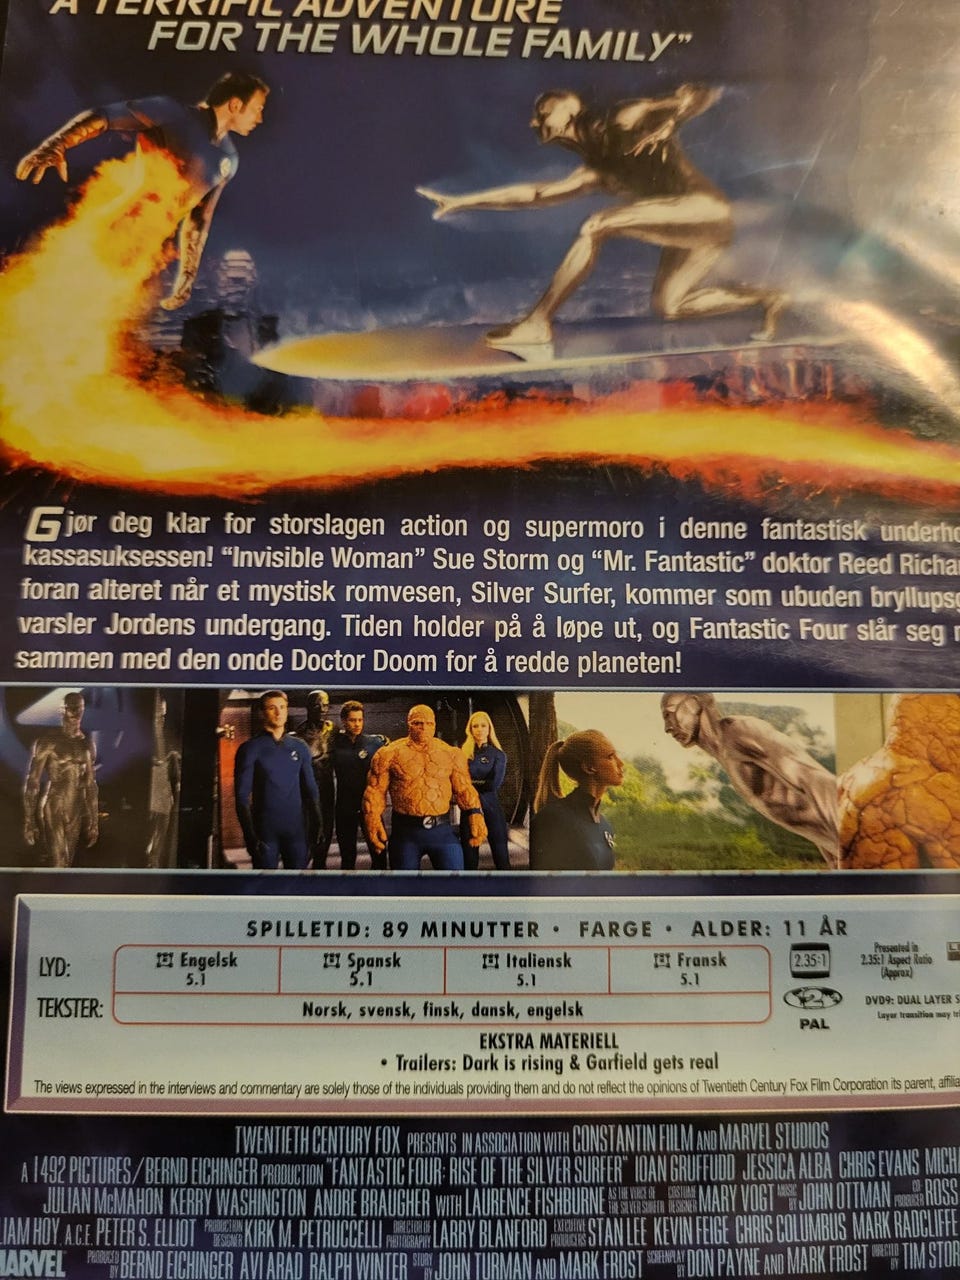 A TERRIFIC ADVENTURE
FOR THE WHOLE FAMILY”
Gjør deg klar for storslagen action og supermoro i denne fantastisk
kassasuksessen! “Invisible Woman” Sue Storm og “Mr. Fantastic” doktor Reed
foran alteret når et mystisk romvesen, Silver Surfer, kommer som ubuden
varsler Jordens undergang. Tiden holder på å løpe ut, og Fantastic Four slår seg
sammen med den onde Doctor Doom for å redde planeten!
SPILLETID: 89 MINUTTER • FARGE • ALDER: 11 ÅR
LYD:
Engelsk 5.1
Spansk 5.1
Italiensk 5.1
Fransk 5.1
TEKSTER:
Norsk, svensk, finsk, dansk, engelsk
2.35:1
Presented in
2.35:1 Aspect Ratio
(Approx)
2
PAL
DVD9: DUAL LAYER
Layer transition may
EKSTRA MATERIELL
• Trailers: Dark is rising & Garfield gets real
The views expressed in the interviews and commentary are solely those of the individuals providing them and do not reflect the opinions of Twentieth Century Fox Film Corporation its parent,
TWENTIETH CENTURY FOX PRESENTS IN ASSOCIATION WITH CONSTANTIN FILM AND MARVEL STUDIOS
A 1492 PICTURES / BERND EICHINGER PRODUCTION "FANTASTIC FOUR: RISE OF THE SILVER SURFER" IOAN GRUFFUDD JESSICA ALBA CHRIS EVANS
JULIAN McMAHON KERRY WASHINGTON ANDRE BRAUGHER WITH LAURENCE FISHBURNE AS THE VOICE OF THE SILVER SURFER COSTUME DESIGNER MARY VOGT MUSIC BY JOHN OTTMAN CO-PRODUCER ROSS
HOY, A.C.E. PETER S. ELLIOT PRODUCTION DESIGNER KIRK M. PETRUCCELLI DIRECTOR OF PHOTOGRAPHY LARRY BLANFORD EXECUTIVE PRODUCERS STAN LEE KEVIN FEIGE CHRIS COLUMBUS MARK RADCLIFFE
MARVEL PRODUCED BY BERND EICHINGER AVI ARAD RALPH WINTER STORY BY JOHN TURMAN AND MARK FROST SCREENPLAY BY DON PAYNE AND MARK FROST DIRECTED BY TIM